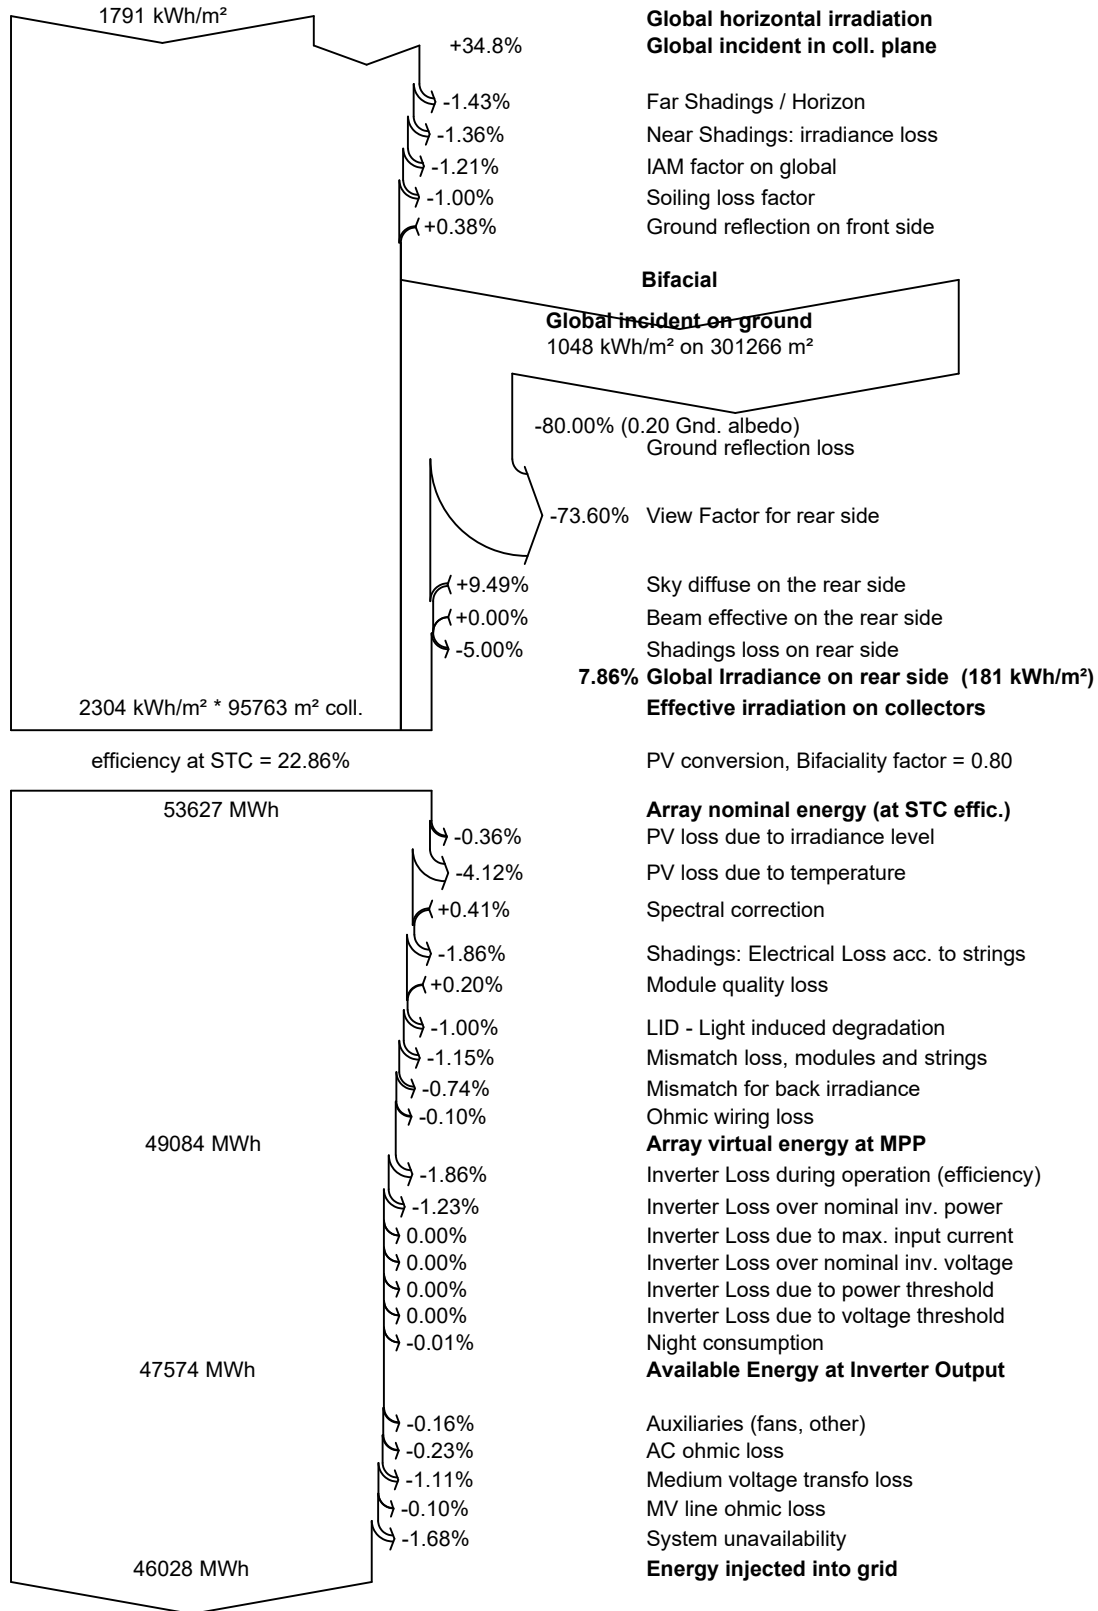 1791 kWh/m² Global horizontal irradiation
+34.8% Global incident in coll. plane
-1.43% Far Shadings / Horizon
-1.36% Near Shadings: irradiance loss
-1.21% IAM factor on global
-1.00% Soiling loss factor
+0.38% Ground reflection on front side
Bifacial
Global incident on ground
1048 kWh/m² on 301266 m²
-80.00% (0.20 Gnd. albedo)
Ground reflection loss
-73.60% View Factor for rear side
+9.49% Sky diffuse on the rear side
+0.00% Beam effective on the rear side
-5.00% Shadings loss on rear side
7.86% Global Irradiance on rear side (181 kWh/m²)
2304 kWh/m² * 95763 m² coll. Effective irradiation on collectors
efficiency at STC = 22.86% PV conversion, Bifaciality factor = 0.80
53627 MWh Array nominal energy (at STC effic.)
-0.36% PV loss due to irradiance level
-4.12% PV loss due to temperature
+0.41% Spectral correction
-1.86% Shadings: Electrical Loss acc. to strings
+0.20% Module quality loss
-1.00% LID - Light induced degradation
-1.15% Mismatch loss, modules and strings
-0.74% Mismatch for back irradiance
-0.10% Ohmic wiring loss
49084 MWh Array virtual energy at MPP
-1.86% Inverter Loss during operation (efficiency)
-1.23% Inverter Loss over nominal inv. power
0.00% Inverter Loss due to max. input current
0.00% Inverter Loss over nominal inv. voltage
0.00% Inverter Loss due to power threshold
0.00% Inverter Loss due to voltage threshold
-0.01% Night consumption
47574 MWh Available Energy at Inverter Output
-0.16% Auxiliaries (fans, other)
-0.23% AC ohmic loss
-1.11% Medium voltage transfo loss
-0.10% MV line ohmic loss
-1.68% System unavailability
46028 MWh Energy injected into grid